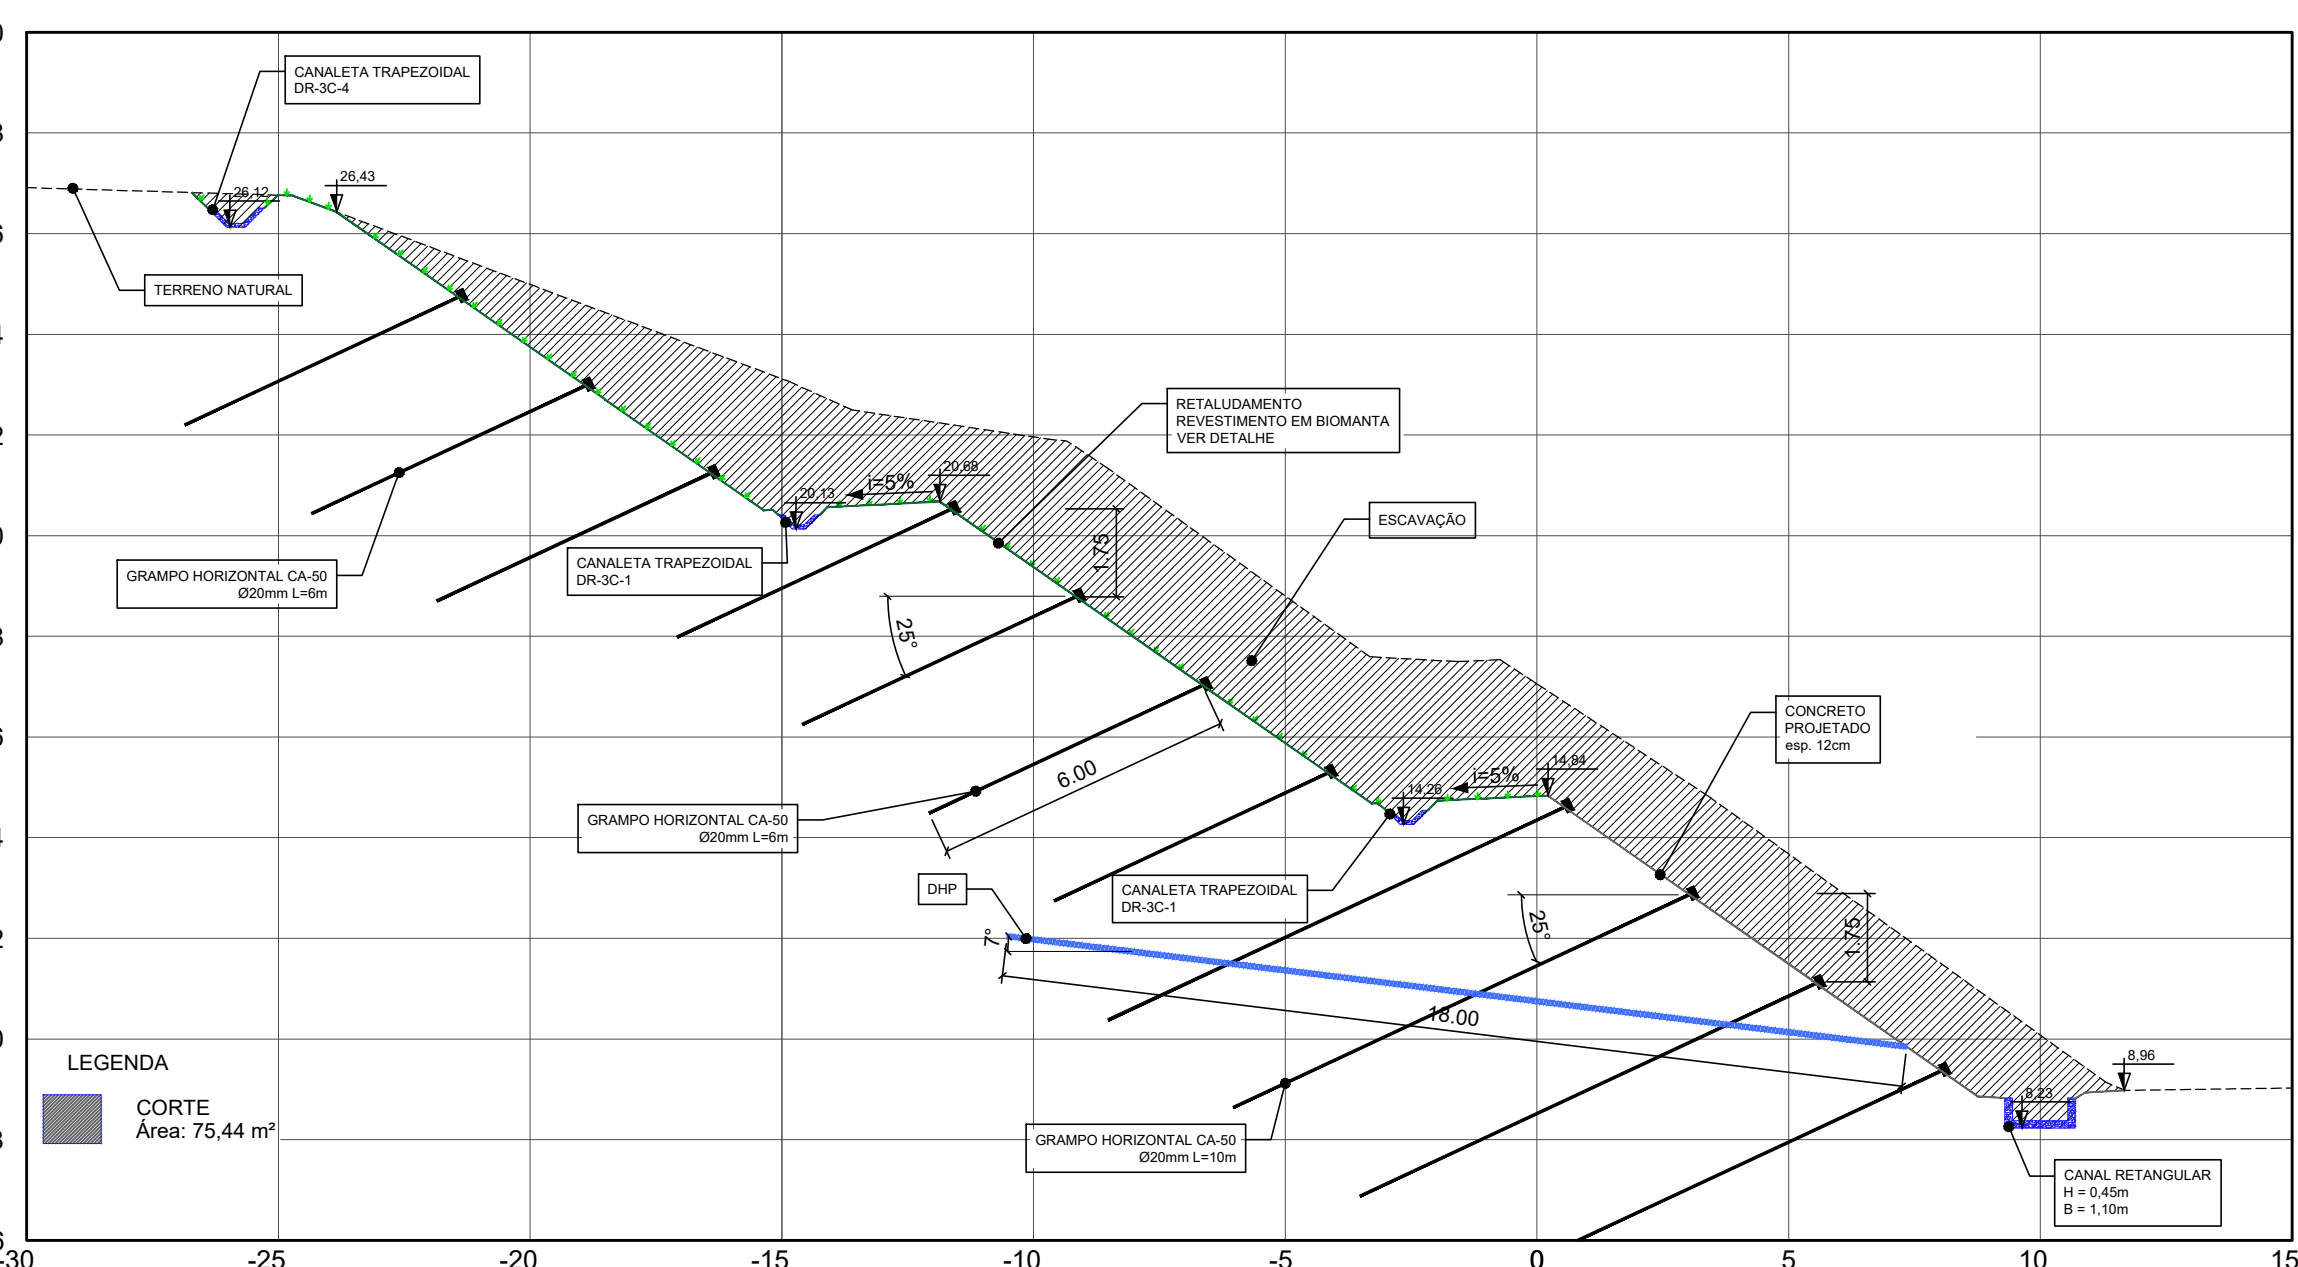 CANALETA TRAPEZOIDAL
DR-3C-4
26,43
26,12
TERRENO NATURAL
RETALUDAMENTO
REVESTIMENTO EM BIOMANTA
VER DETALHE
20,68
i=5%
20,13
1.75
ESCAVAÇÃO
CANALETA TRAPEZOIDAL
DR-3C-1
GRAMPO HORIZONTAL CA-50
Ø20mm L=6m
25°
CONCRETO
PROJETADO
esp. 12cm
6.00
14,84
i=5%
14,26
GRAMPO HORIZONTAL CA-50
Ø20mm L=6m
DHP
CANALETA TRAPEZOIDAL
DR-3C-1
25°
1.75
7°
18.00
8,96
8,23
LEGENDA
CORTE
Área: 75,44 m²
GRAMPO HORIZONTAL CA-50
Ø20mm L=10m
CANAL RETANGULAR
H = 0,45m
B = 1,10m
-30 -25 -20 -15 -10 -5 0 5 10 15